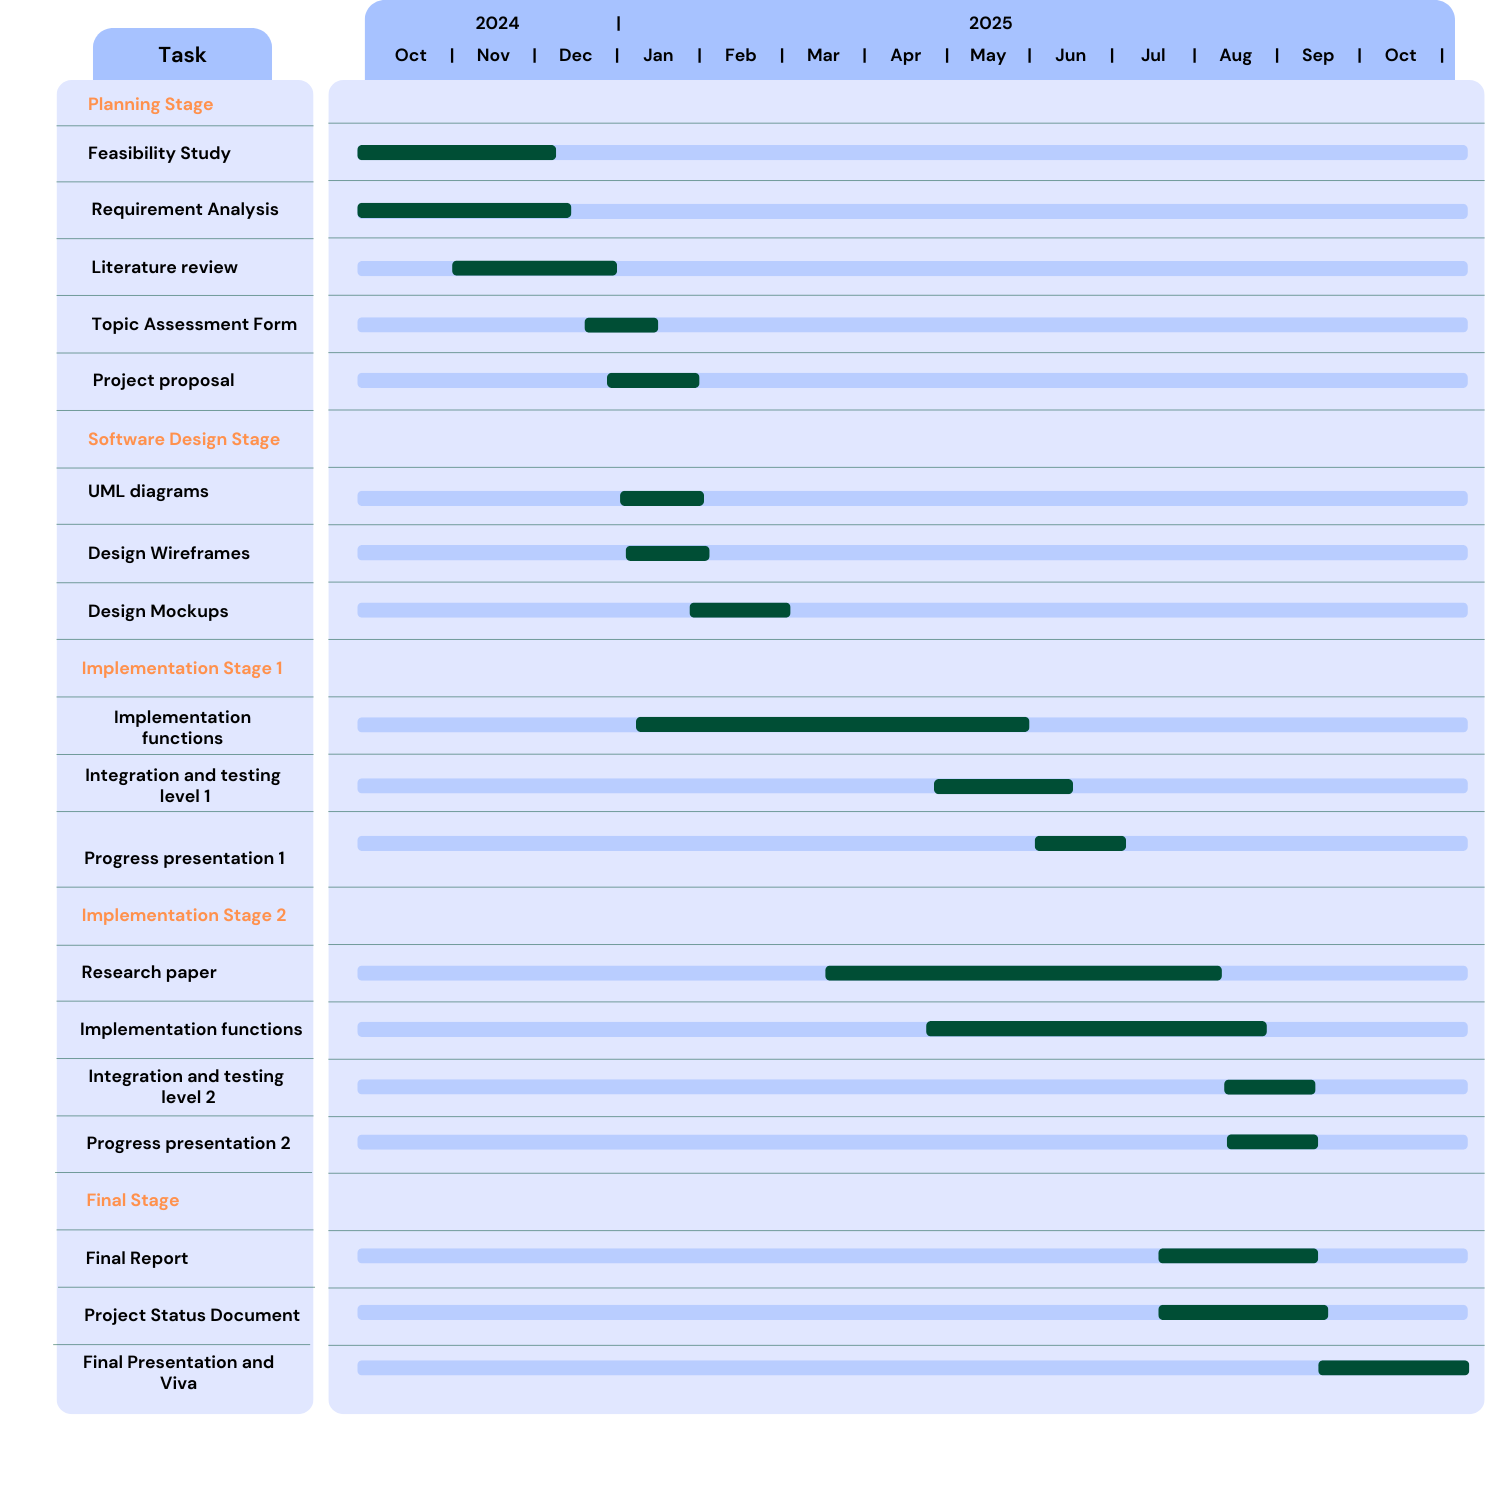 2024 | 2025
Task
Oct | Nov | Dec | Jan | Feb | Mar | Apr | May | Jun | Jul | Aug | Sep | Oct |
Planning Stage
Feasibility Study
Requirement Analysis
Literature review
Topic Assessment Form
Project proposal
Software Design Stage
UML diagrams
Design Wireframes
Design Mockups
Implementation Stage 1
Implementation
functions
Integration and testing
level 1
Progress presentation 1
Implementation Stage 2
Research paper
Implementation functions
Integration and testing
level 2
Progress presentation 2
Final Stage
Final Report
Project Status Document
Final Presentation and
Viva